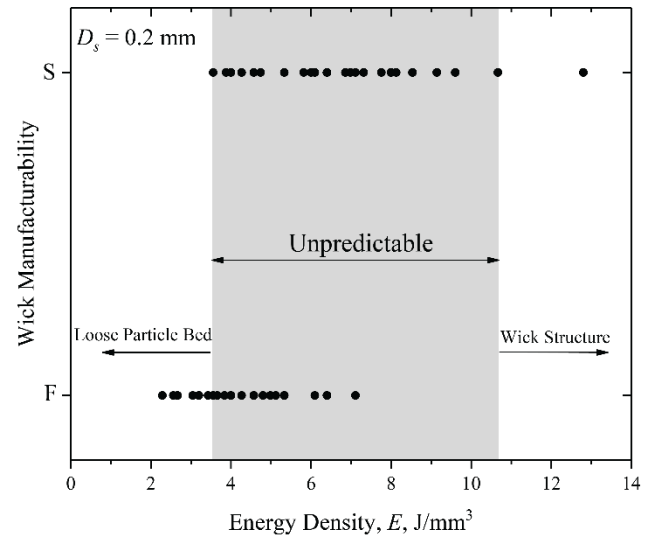 D_s = 0.2 mm
S
Wick Manufacturability
Unpredictable
Loose Particle Bed
Wick Structure
F
0 2 4 6 8 10 12 14
Energy Density, E, J/mm³